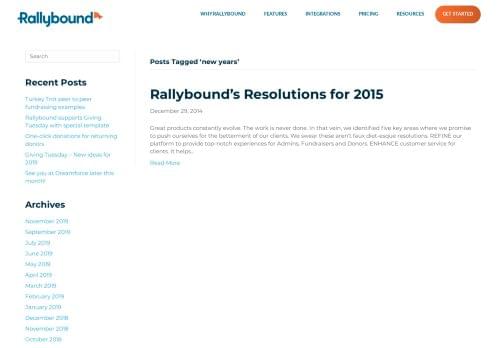 Rallybound
WHY RALLYBOUND
FEATURES
INTEGRATIONS
PRICING
RESOURCES
GET STARTED
Search
Recent Posts
Turkey Trot peer to peer
fundraising examples
Rallybound supports Giving
Tuesday with special template
One-click donations for returning
donors
Giving Tuesday – New ideas for
2019
See you at Dreamforce later this
month!
Archives
November 2019
September 2019
July 2019
June 2019
May 2019
April 2019
March 2019
February 2019
January 2019
December 2018
November 2018
October 2018
Posts Tagged ‘new years’
Rallybound’s Resolutions for 2015
December 29, 2014
Great products constantly evolve. The work is never done. In that vein, we identified five key areas where we promise
to push ourselves for the betterment of our clients. We swear these aren’t faux diet-esque resolutions. REFINE our
platform to provide top-notch experiences for Admins, Fundraisers and Donors. ENHANCE customer service for
clients. It helps...
Read More